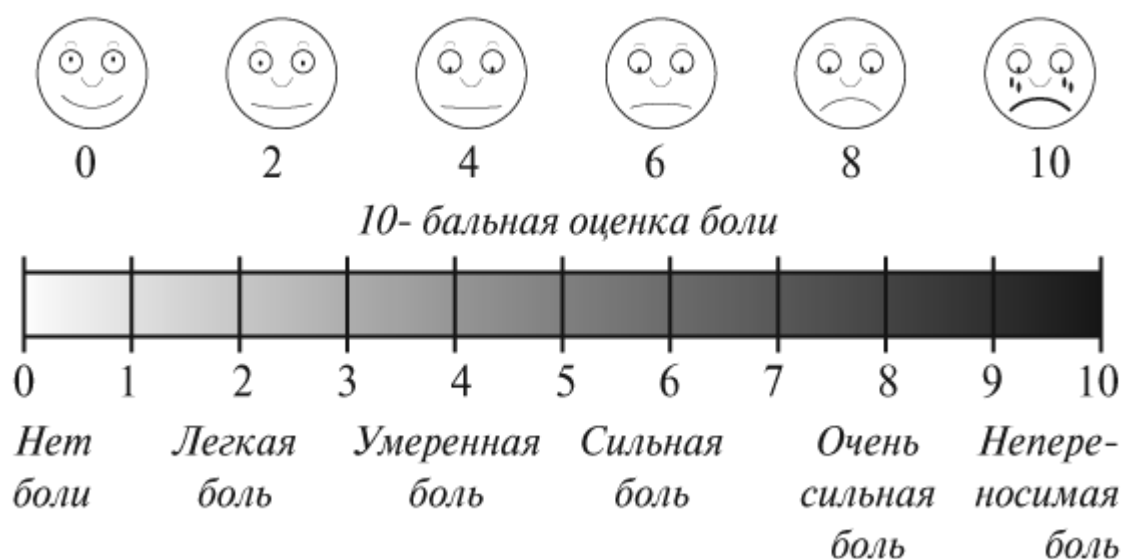 0 2 4 6 8 10
10- бальная оценка боли
0 1 2 3 4 5 6 7 8 9 10
Нет боли
Легкая боль
Умеренная боль
Сильная боль
Очень сильная боль
Непере-
носимая
боль